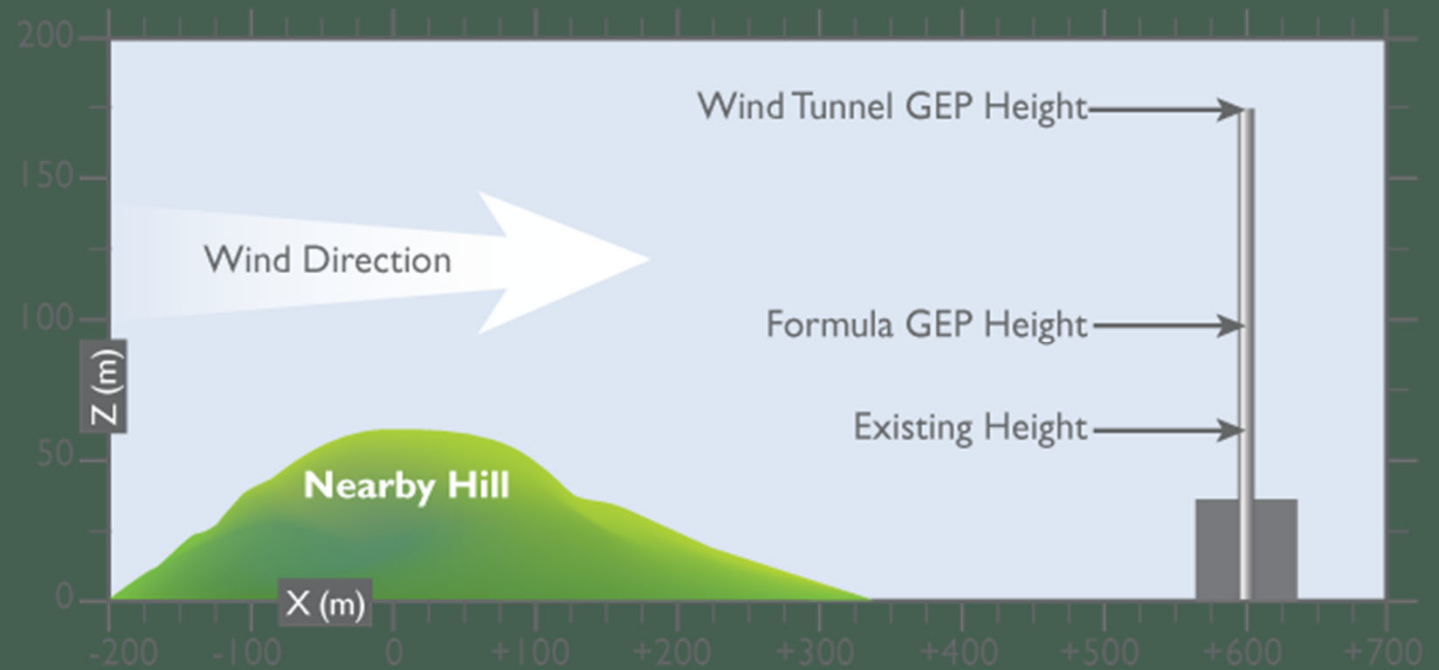 200
Wind Tunnel GEP Height
150
Wind Direction
100
Formula GEP Height
Z (m)
Existing Height
50
Nearby Hill
0
X (m)
-200 -100 0 +100 +200 +300 +400 +500 +600 +700